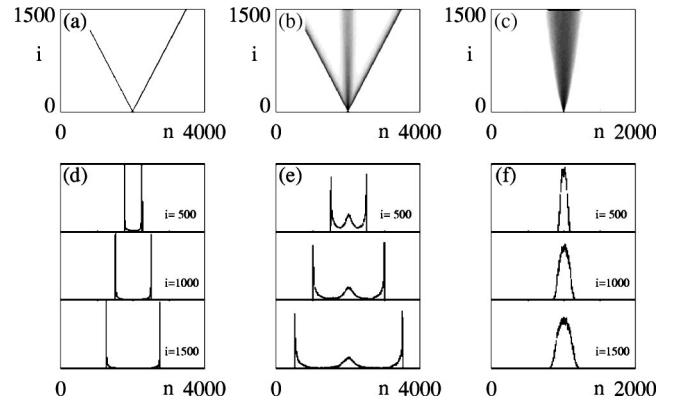 1500 (a) 1500 (b) 1500 (c)
i i i
0 0 0
0 n 4000 0 n 4000 0 n 2000
(d) (e) (f)
i= 500 i= 500 i=500
i=1000 i=1000 i=1000
i=1500 i=1500 i=1500
0 n 4000 0 n 4000 0 n 2000